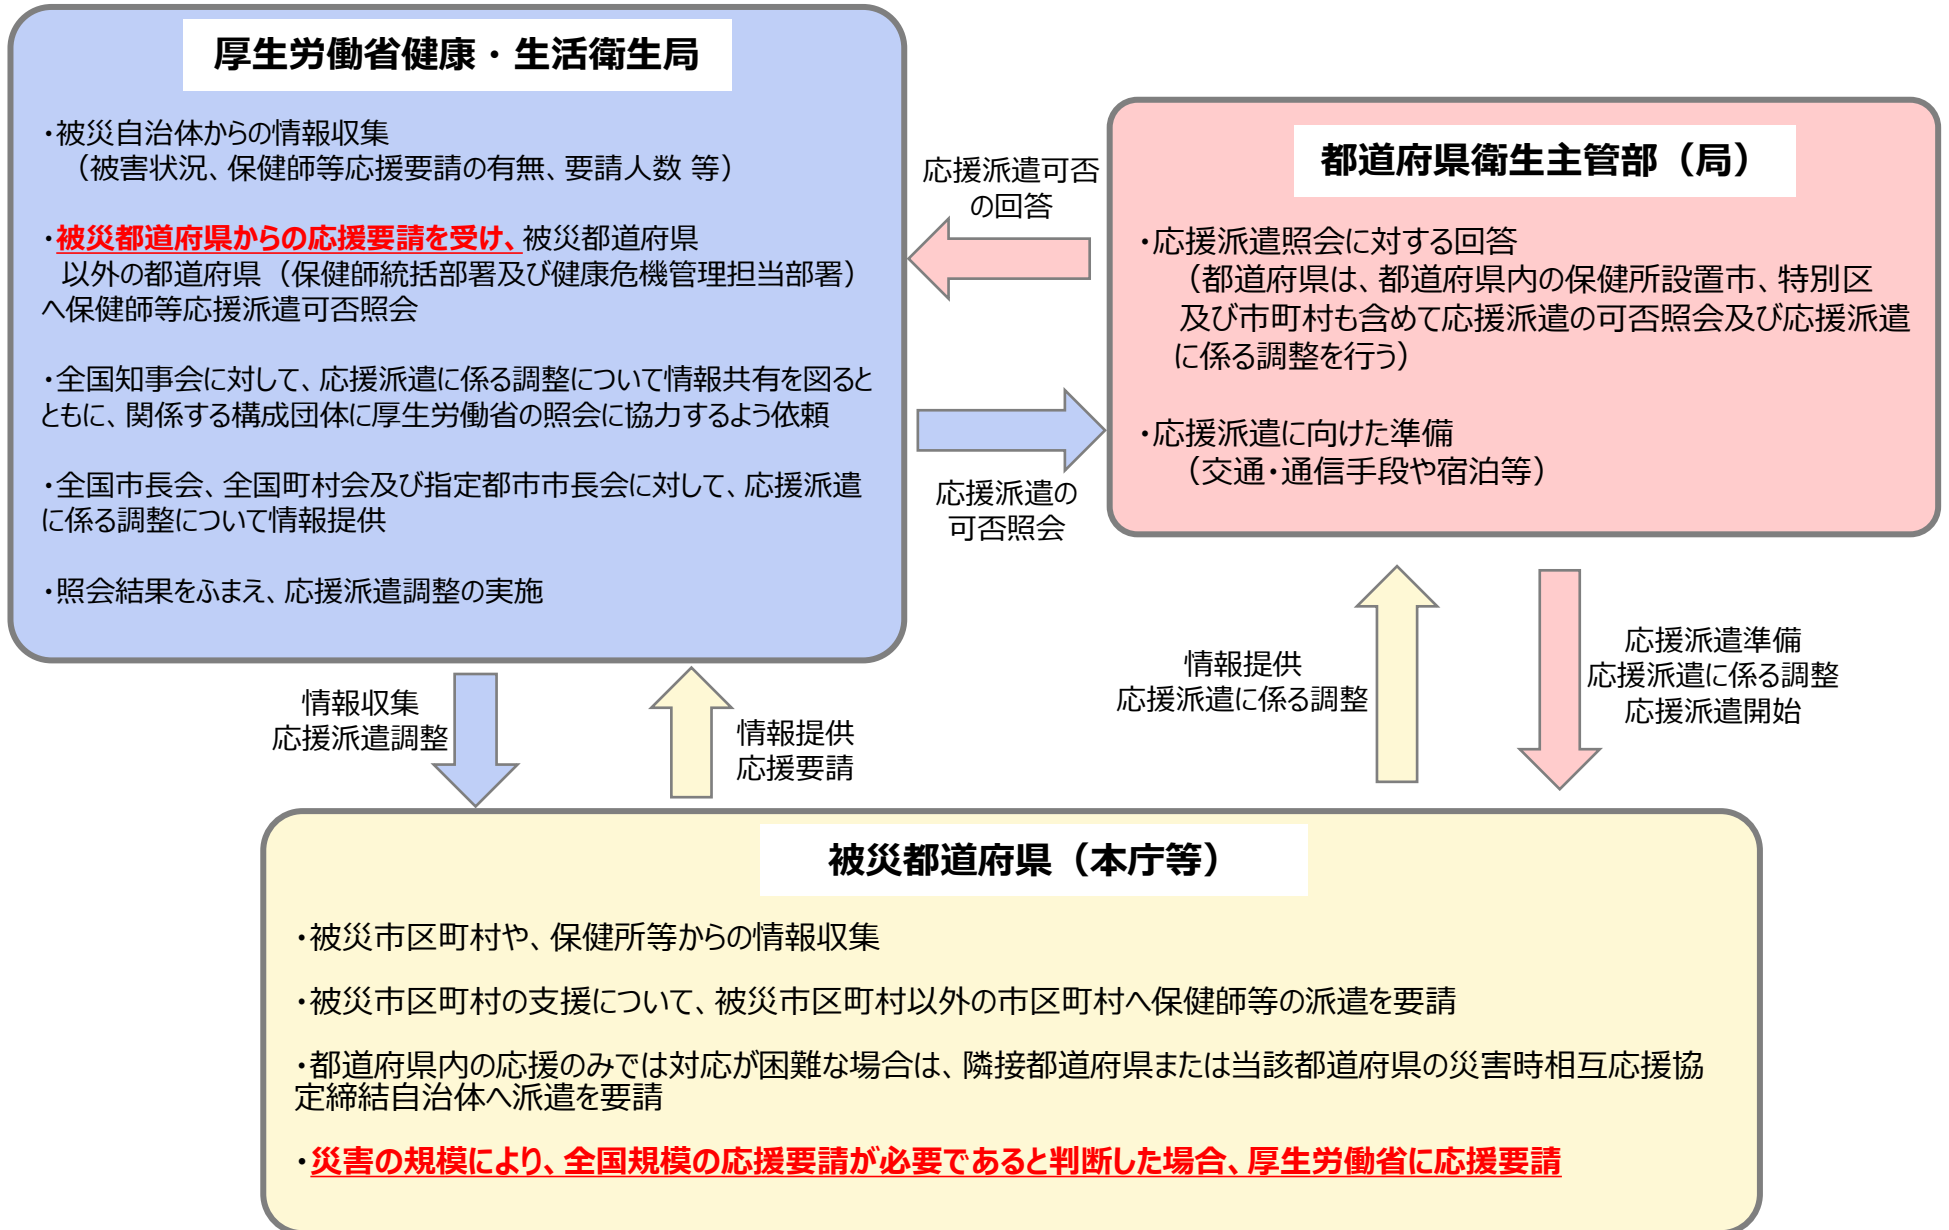 厚生労働省健康・生活衛生局
・被災自治体からの情報収集
（被害状況、保健師等応援要請の有無、要請人数 等）
・被災都道府県からの応援要請を受け、被災都道府県
以外の都道府県（保健師統括部署及び健康危機管理担当部署）
へ保健師等応援派遣可否照会
・全国知事会に対して、応援派遣に係る調整について情報共有を図ると
ともに、関係する構成団体に厚生労働省の照会に協力するよう依頼
・全国市長会、全国町村会及び指定都市市長会に対して、応援派遣
に係る調整について情報提供
・照会結果をふまえ、応援派遣調整の実施
応援派遣可否
の回答
応援派遣の
可否照会
都道府県衛生主管部（局）
・応援派遣照会に対する回答
（都道府県は、都道府県内の保健所設置市、特別区
及び市町村も含めて応援派遣の可否照会及び応援派遣
に係る調整を行う）
・応援派遣に向けた準備
（交通・通信手段や宿泊等）
情報収集
応援派遣調整
情報提供
応援要請
情報提供
応援派遣に係る調整
応援派遣準備
応援派遣に係る調整
応援派遣開始
被災都道府県（本庁等）
・被災市区町村や、保健所等からの情報収集
・被災市区町村の支援について、被災市区町村以外の市区町村へ保健師等の派遣を要請
・都道府県内の応援のみでは対応が困難な場合は、隣接都道府県または当該都道府県の災害時相互応援協
定締結自治体へ派遣を要請
・災害の規模により、全国規模の応援要請が必要であると判断した場合、厚生労働省に応援要請